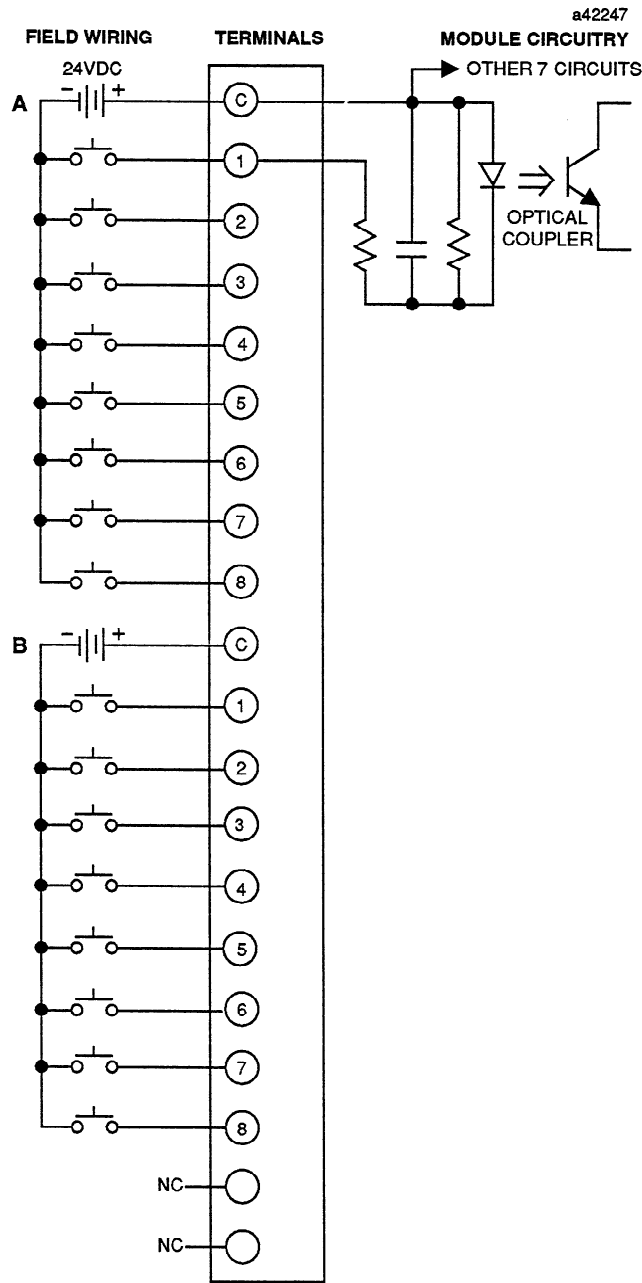 a42247
FIELD WIRING TERMINALS MODULE CIRCUITRY
24VDC OTHER 7 CIRCUITS
A - + C
1
OPTICAL
COUPLER
2
3
4
5
6
7
8
B - + C
1
2
3
4
5
6
7
8
NC
NC